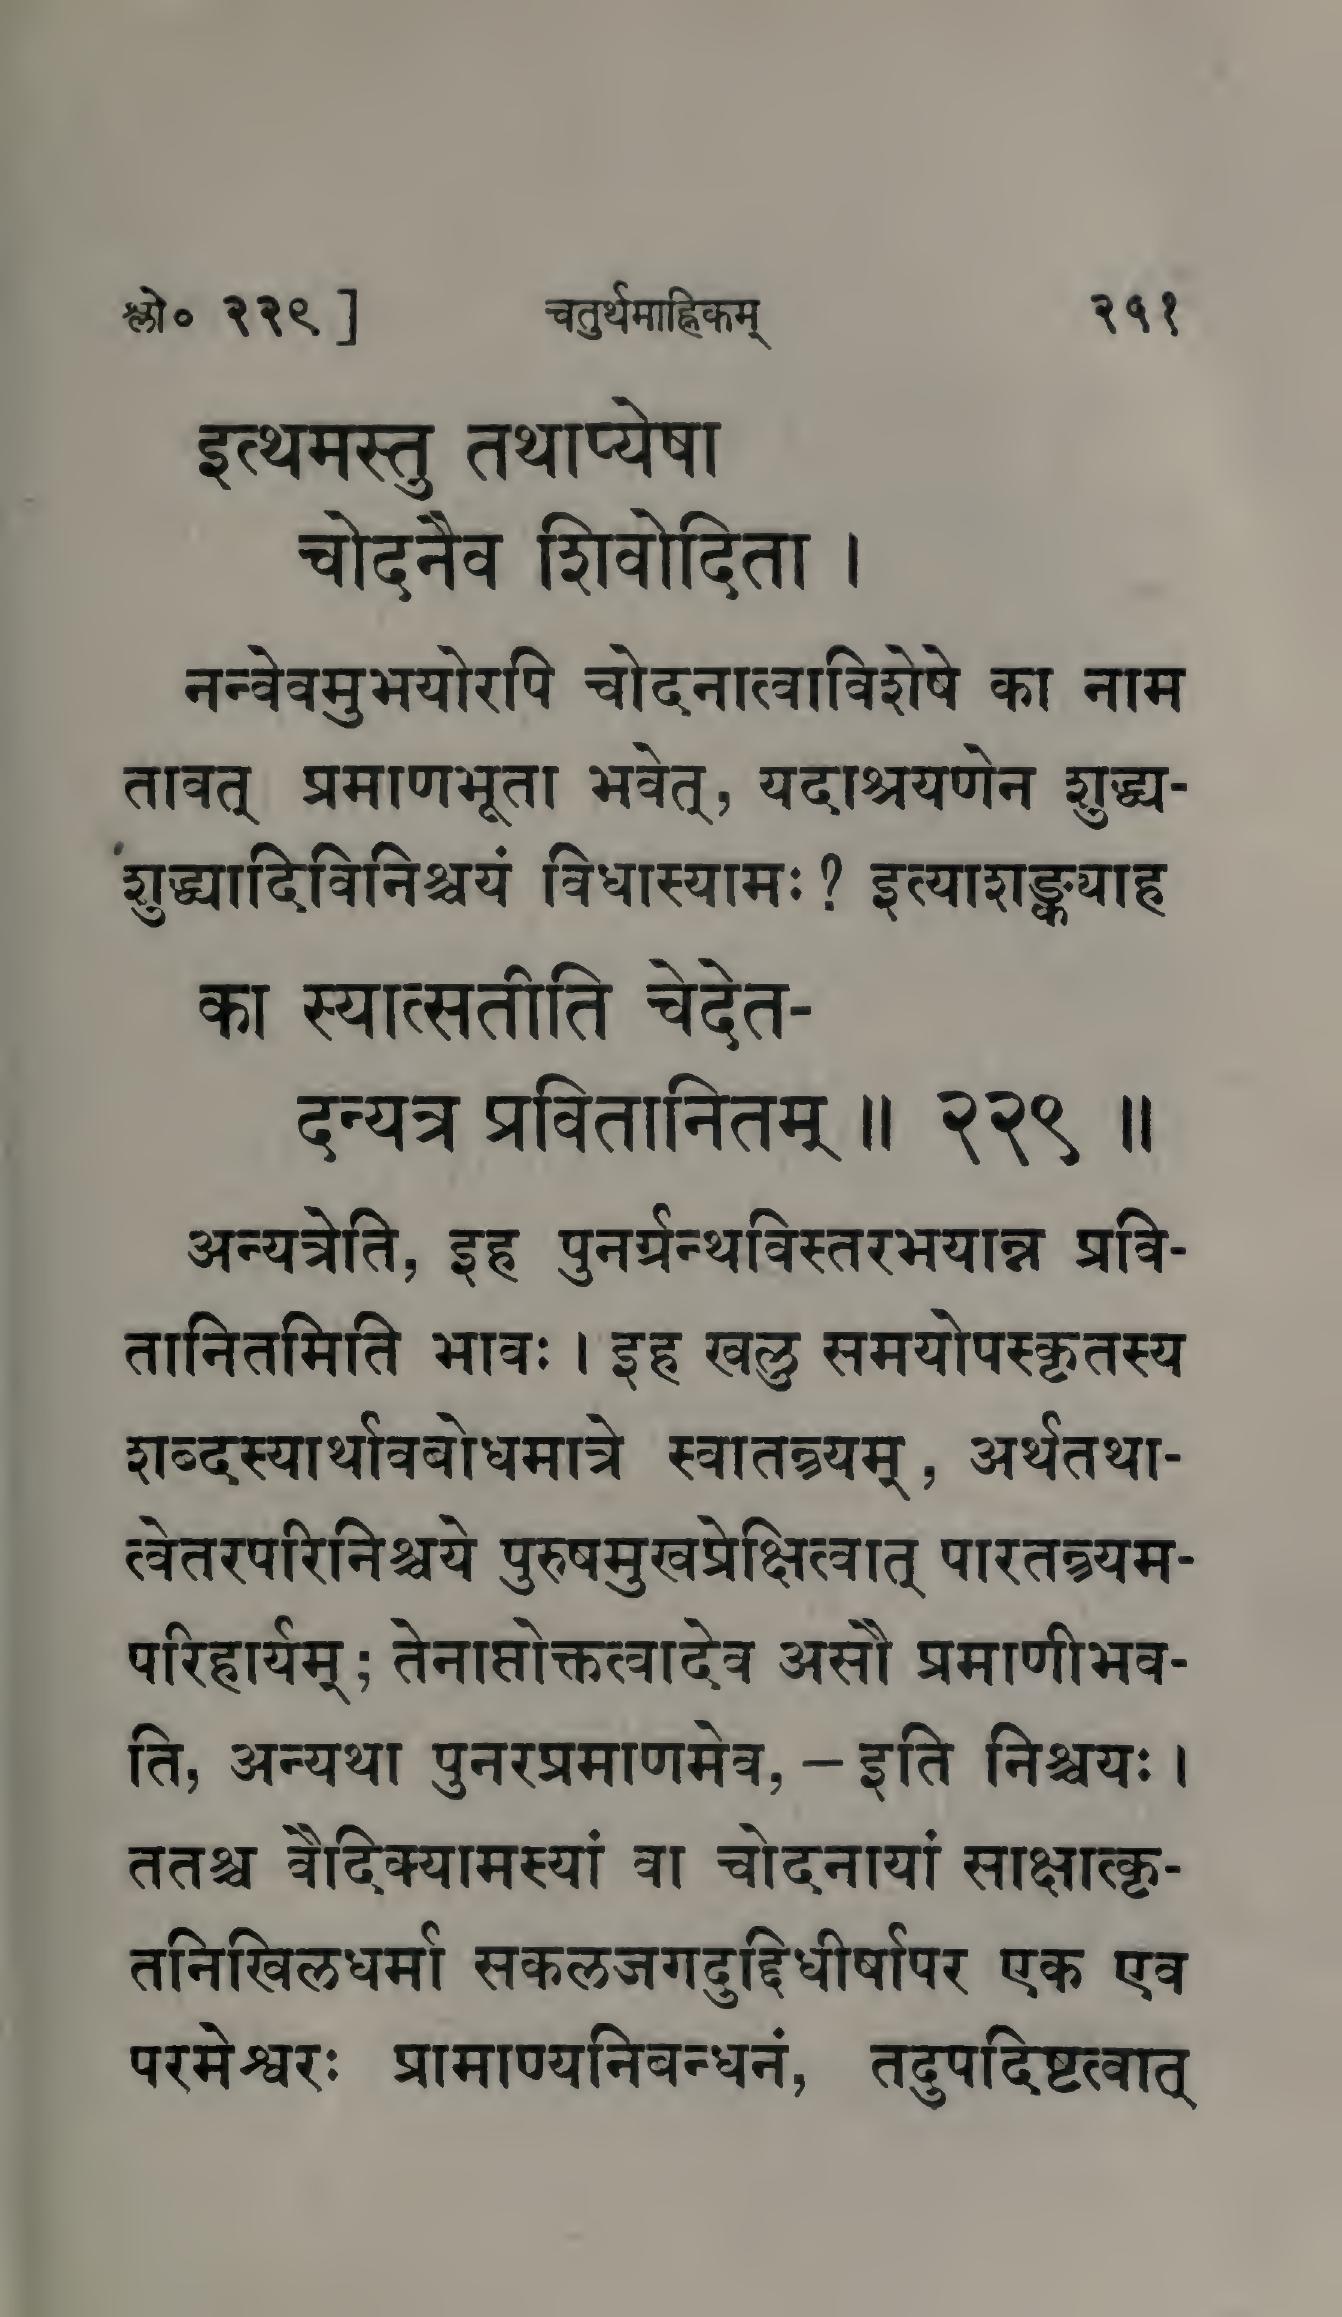 श्लो० २२९ ] चतुर्थमाह्निकम् २५१
इत्थमस्तु तथाप्येषा
चोदनैव शिवोदिता ।
नन्वेवमुभयोरपि चोदनात्वाविशेषे का नाम
तावत् प्रमाणभूता भवेत्, यदाश्रयणेन शुद्ध्य-
शुद्ध्यादिविनिश्चयं विधास्यामः ? इत्याशङ्क्याह
का स्यात्सतीति चेदेत-
दन्यत्र प्रवितानितम् ॥ २२९ ॥
अन्यत्रेति, इह पुनर्ग्रन्थविस्तरभयान्न प्रवि-
तानितमिति भावः । इह खलु समयोपस्कृतस्य
शब्दस्यार्थावबोधमात्रे स्वातन्त्र्यम्, अर्थतथा-
त्वेतरपरिनिश्चये पुरुषमुखप्रेक्षित्वात् पारतन्त्र्यम-
परिहार्यम्; तेनाप्तोक्तत्वादेव असौ प्रमाणीभव-
ति, अन्यथा पुनरप्रमाणमेव, – इति निश्चयः ।
ततश्च वैदिक्यामस्यां वा चोदनायां साक्षात्कृ-
तनिखिलधर्मा सकलजगदुद्दिधीर्षापर एक एव
परमेश्वरः प्रामाण्यनिबन्धनं, तदुपदिष्टत्वात्